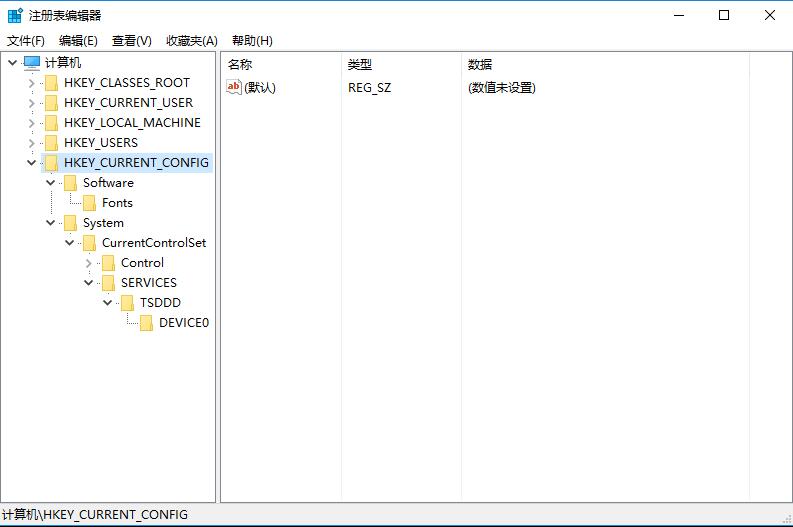 注册表编辑器
文件(F) 编辑(E) 查看(V) 收藏夹(A) 帮助(H)
计算机
HKEY_CLASSES_ROOT
HKEY_CURRENT_USER
HKEY_LOCAL_MACHINE
HKEY_USERS
HKEY_CURRENT_CONFIG
Software
Fonts
System
CurrentControlSet
Control
SERVICES
TSDDD
DEVICE0
名称 类型 数据
ab (默认) REG_SZ (数值未设置)
计算机\HKEY_CURRENT_CONFIG